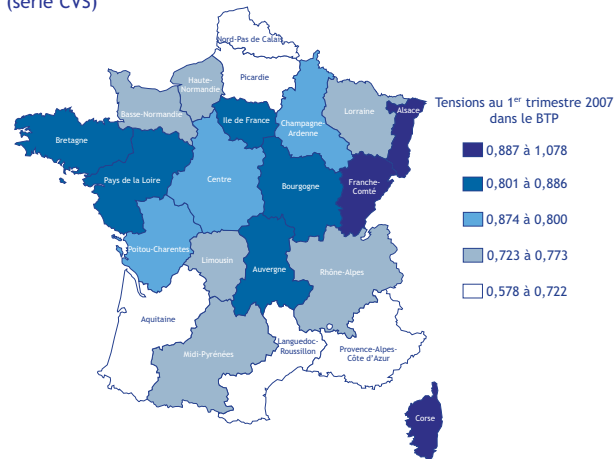 (série CVS)
Nord-Pas de Calais
Picardie
Haute-
Normandie
Basse-Normandie
Ile de France
Champagne
Ardenne
Lorraine
Alsace
Bretagne
Pays de la Loire
Centre
Bourgogne
Franche-
Comté
Poitou-Charentes
Limousin
Auvergne
Rhône-Alpes
Aquitaine
Midi-Pyrénées
Languedoc-
Roussillon
Provence-Alpes-
Côte d'Azur
Corse
Tensions au 1er trimestre 2007
dans le BTP
0,887 à 1,078
0,801 à 0,886
0,874 à 0,800
0,723 à 0,773
0,578 à 0,722